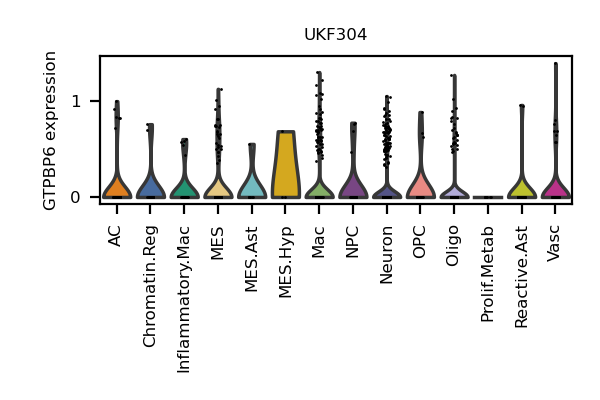 UKF304
GTPBP6 expression
1
0
AC
Chromatin.Reg
Inflammatory.Mac
MES
MES.Ast
MES.Hyp
Mac
NPC
Neuron
OPC
Oligo
Prolif.Metab
Reactive.Ast
Vasc